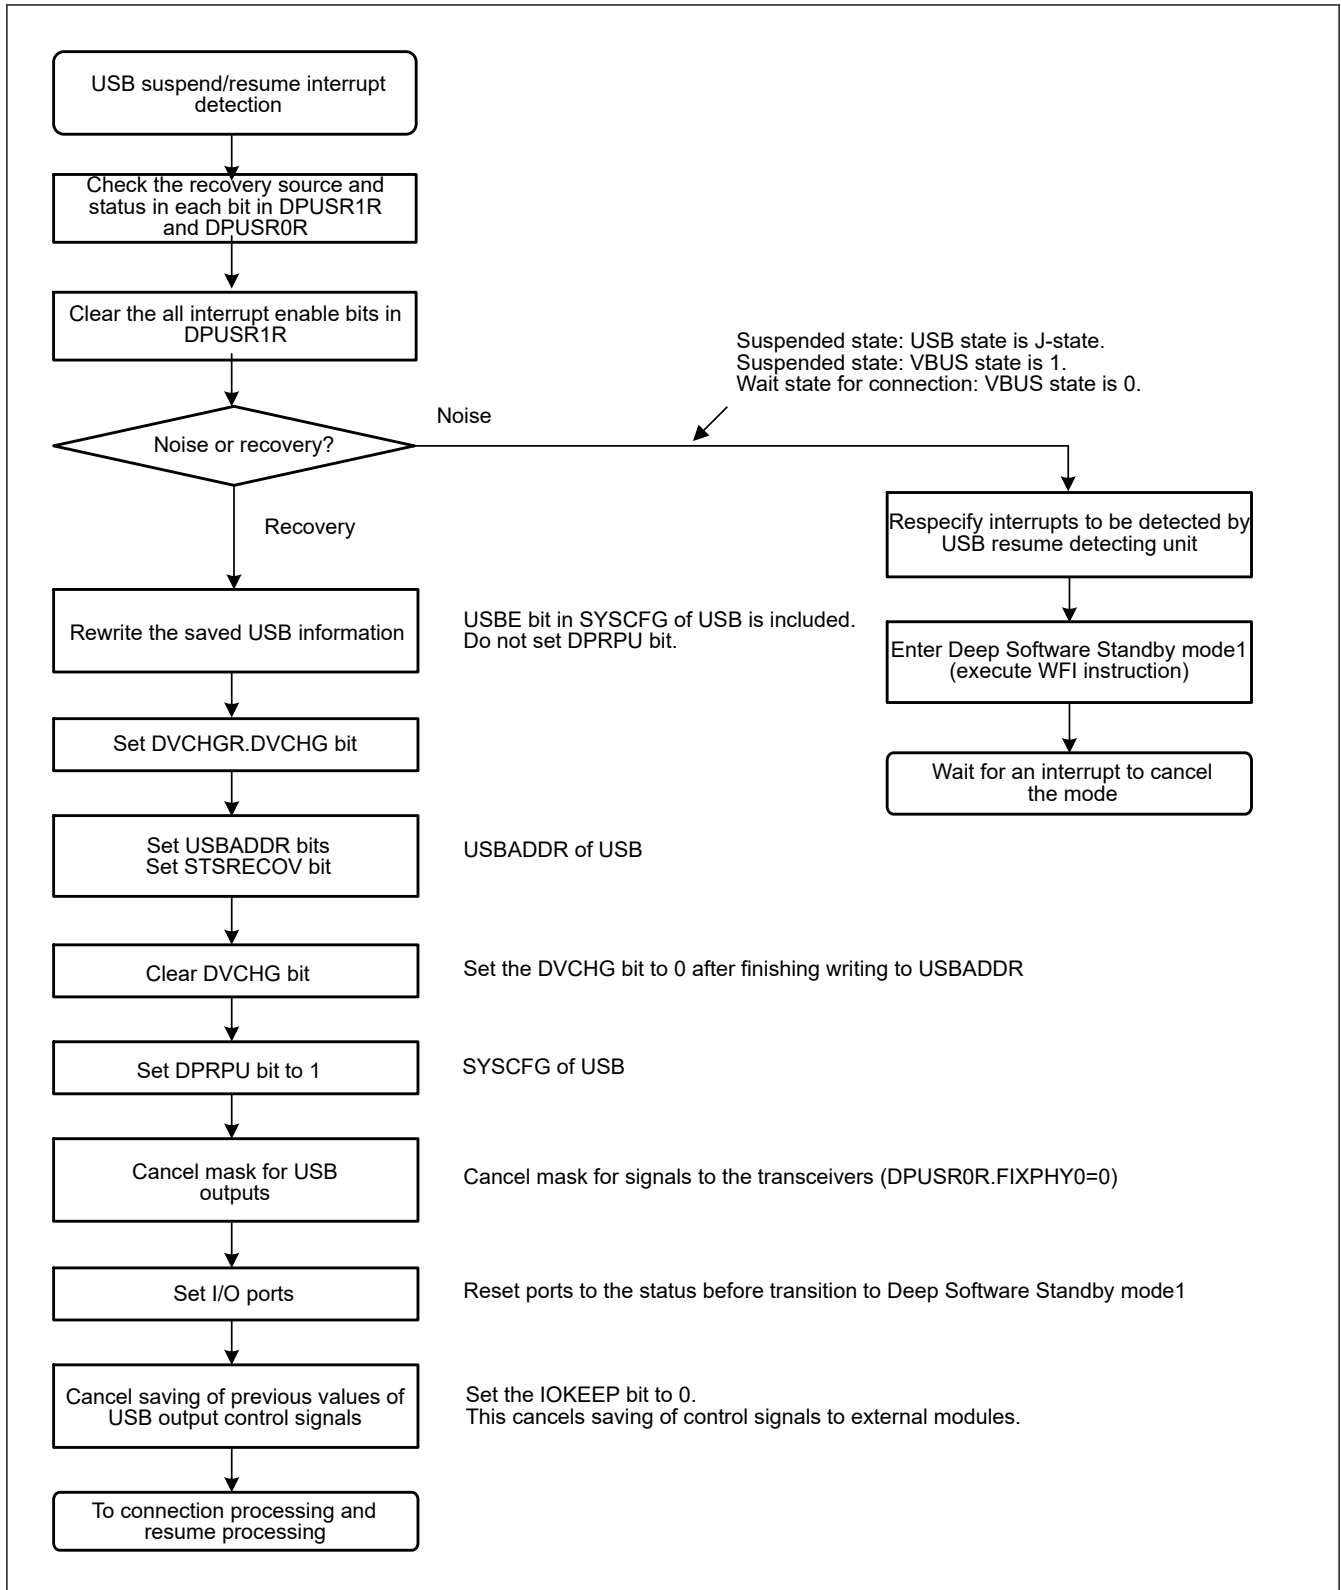 USB suspend/resume interrupt
detection
Check the recovery source and
status in each bit in DPUSR1R
and DPUSR0R
Clear the all interrupt enable bits in
DPUSR1R
Suspended state: USB state is J-state.
Suspended state: VBUS state is 1.
Wait state for connection: VBUS state is 0.
Noise
Noise or recovery?
Recovery
Respecify interrupts to be detected by
USB resume detecting unit
Enter Deep Software Standby mode1
(execute WFI instruction)
Wait for an interrupt to cancel
the mode
Rewrite the saved USB information
USBE bit in SYSCFG of USB is included.
Do not set DPRPU bit.
Set DVCHGR.DVCHG bit
Set USBADDR bits
Set STSRECOV bit
USBADDR of USB
Clear DVCHG bit
Set the DVCHG bit to 0 after finishing writing to USBADDR
Set DPRPU bit to 1
SYSCFG of USB
Cancel mask for USB
outputs
Cancel mask for signals to the transceivers (DPUSR0R.FIXPHY0=0)
Set I/O ports
Reset ports to the status before transition to Deep Software Standby mode1
Cancel saving of previous values of
USB output control signals
Set the IOKEEP bit to 0.
This cancels saving of control signals to external modules.
To connection processing and
resume processing